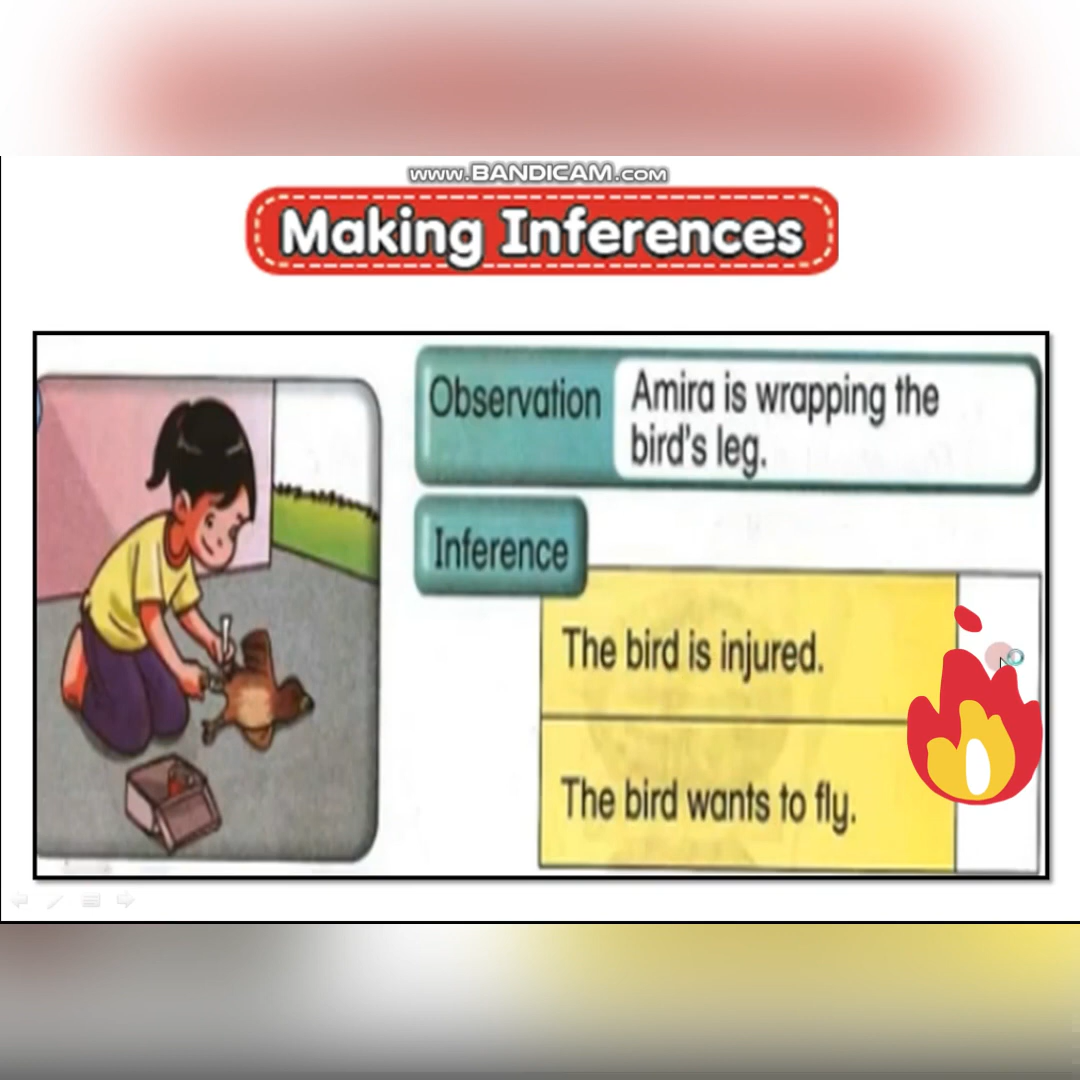 www.BANDICAM.com
Making Inferences
Observation
Amira is wrapping the
bird's leg.
Inference
The bird is injured.
The bird wants to fly.